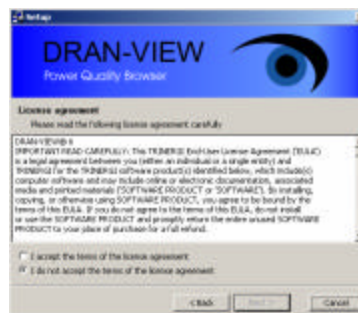 Setup
DRAN-VIEW
Power Quality Browser
License agreement
Please read the following license agreement carefully
DRAN-VIEW® 6
IMPORTANT READ CAREFULLY: This TRINERGI End-User License Agreement ('EULA')
is a legal agreement between you (either an individual or a single entity) and
TRINERGI for the TRINERGI software product(s) identified below, which include(s)
computer software and may include online or electronic documentation, associated
media and printed materials ('SOFTWARE PRODUCT' or 'SOFTWARE'). By installing,
copying, or otherwise using SOFTWARE PRODUCT, you agree to be bound by the
terms of this EULA. IF you do not agree to the terms of this EULA, do not install
or use the SOFTWARE PRODUCT and promptly return the entire unused SOFTWARE
PRODUCT to your place of purchase for a full refund.
I accept the terms of the license agreement
I do not accept the terms of the license agreement
< Back
Next >
Cancel